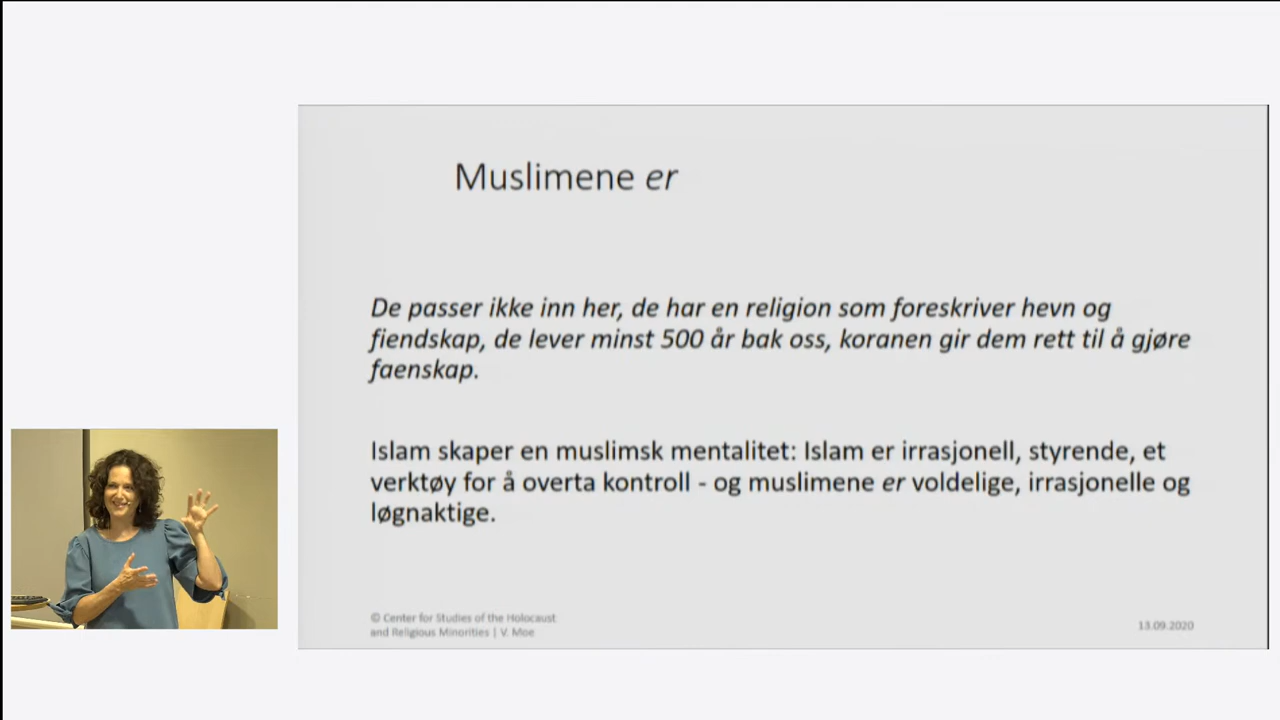 Muslimene er
De passer ikke inn her, de har en religion som foreskriver hevn og
fiendskap, de lever minst 500 år bak oss, koranen gir dem rett til å gjøre
faenskap.
Islam skaper en muslimsk mentalitet: Islam er irrasjonell, styrende, et
verktøy for å overta kontroll - og muslimene er voldelige, irrasjonelle og
løgnaktige.
© Center for Studies of the Holocaust
and Religious Minorities | V. Moe
13.09.2020